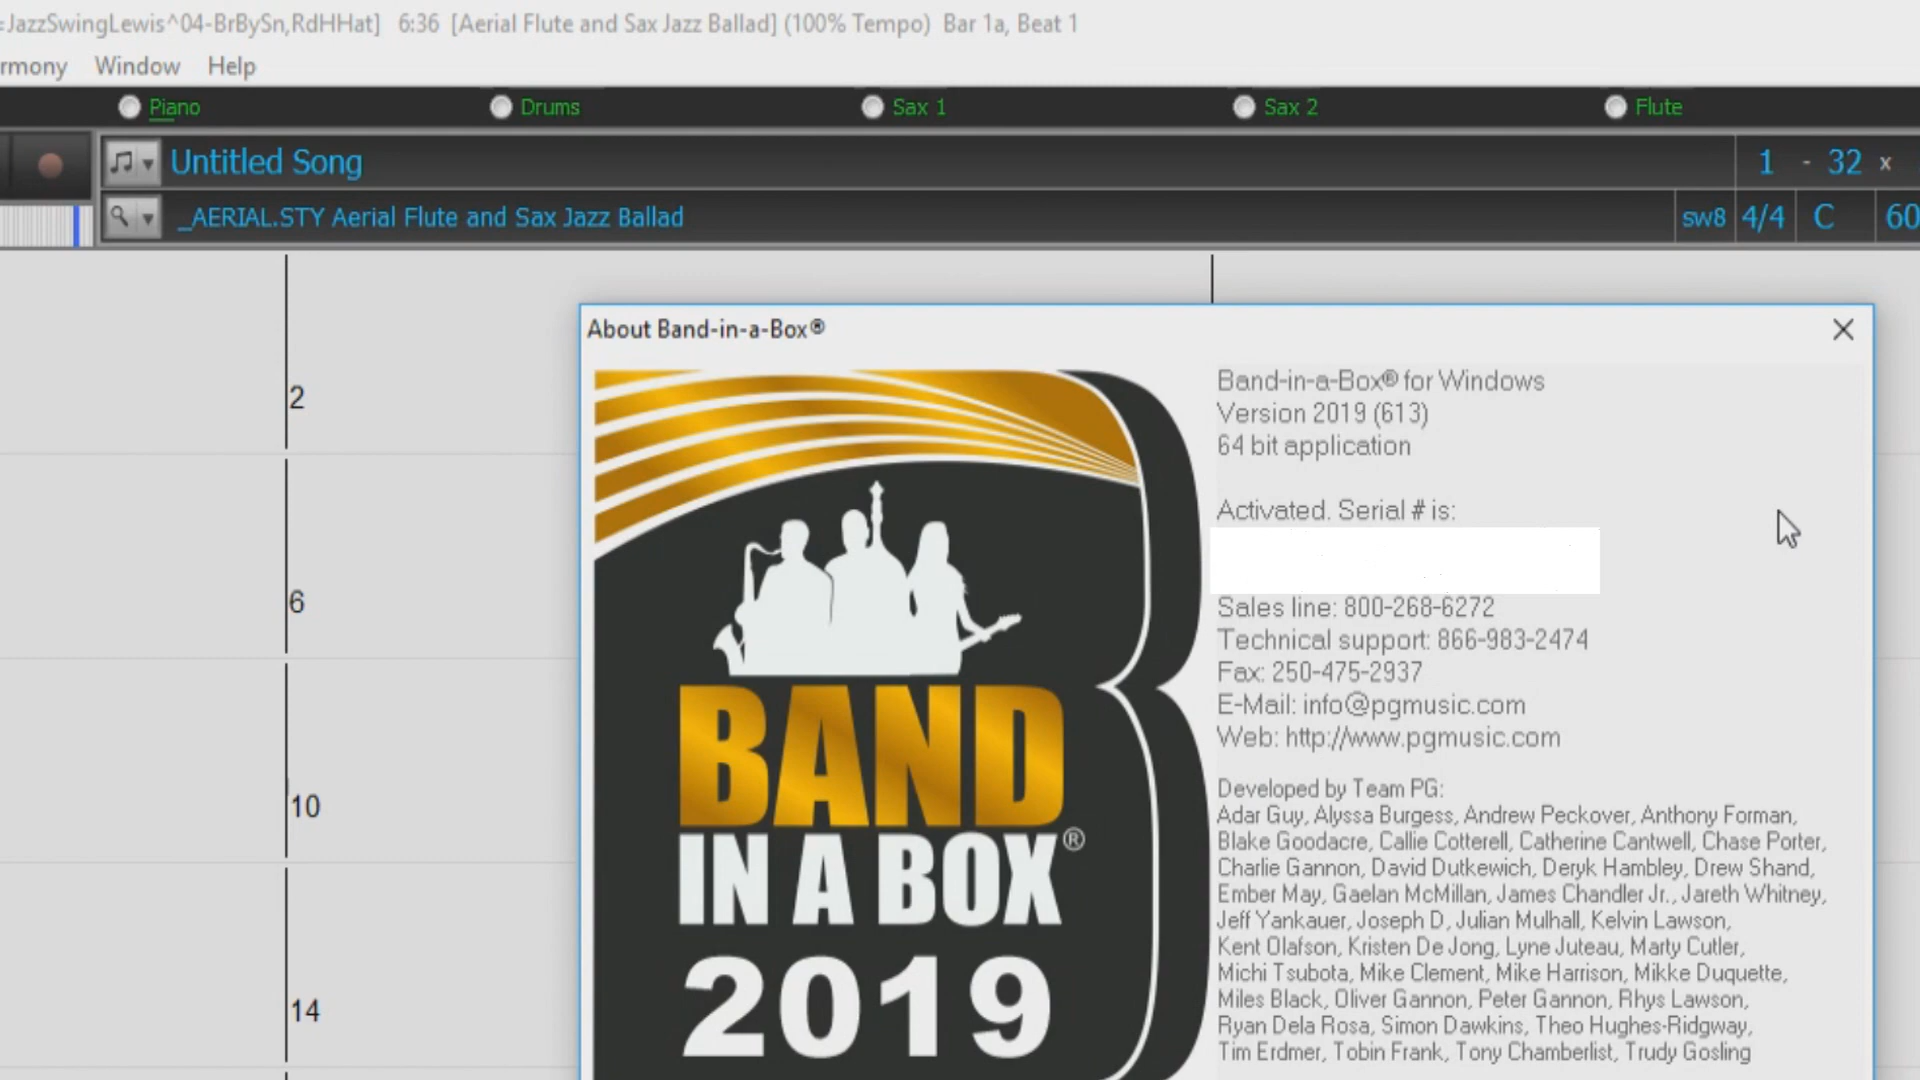 =JazzSwingLewis^04-BrBySn,RdHHat] 6:36 [Aerial Flute and Sax Jazz Ballad] (100% Tempo) Bar 1a, Beat 1
rmony Window Help
Piano Drums Sax 1 Sax 2 Flute
Untitled Song 1 - 32 x
_AERIAL.STY Aerial Flute and Sax Jazz Ballad sw8 4/4 C 60
About Band-in-a-Box®
2
6
10
14
BAND
IN A BOX®
2019
Band-in-a-Box® for Windows
Version 2019 (613)
64 bit application
Activated. Serial # is:
Sales line: 800-268-6272
Technical support: 866-983-2474
Fax: 250-475-2937
E-Mail: info@pgmusic.com
Web: http://www.pgmusic.com
Developed by Team PG:
Adar Guy, Alyssa Burgess, Andrew Peckover, Anthony Forman,
Blake Goodacre, Callie Cotterell, Catherine Cantwell, Chase Porter,
Charlie Gannon, David Dutkewich, Deryk Hambley, Drew Shand,
Ember May, Gaelan McMillan, James Chandler Jr., Jareth Whitney,
Jeff Yankauer, Joseph D, Julian Mulhall, Kelvin Lawson,
Kent Olafson, Kristen De Jong, Lyne Juteau, Marty Cutler,
Michi Tsubota, Mike Clement, Mike Harrison, Mikke Duquette,
Miles Black, Oliver Gannon, Peter Gannon, Rhys Lawson,
Ryan Dela Rosa, Simon Dawkins, Theo Hughes-Ridgway,
Tim Erdmer, Tobin Frank, Tony Chamberlist, Trudy Gosling